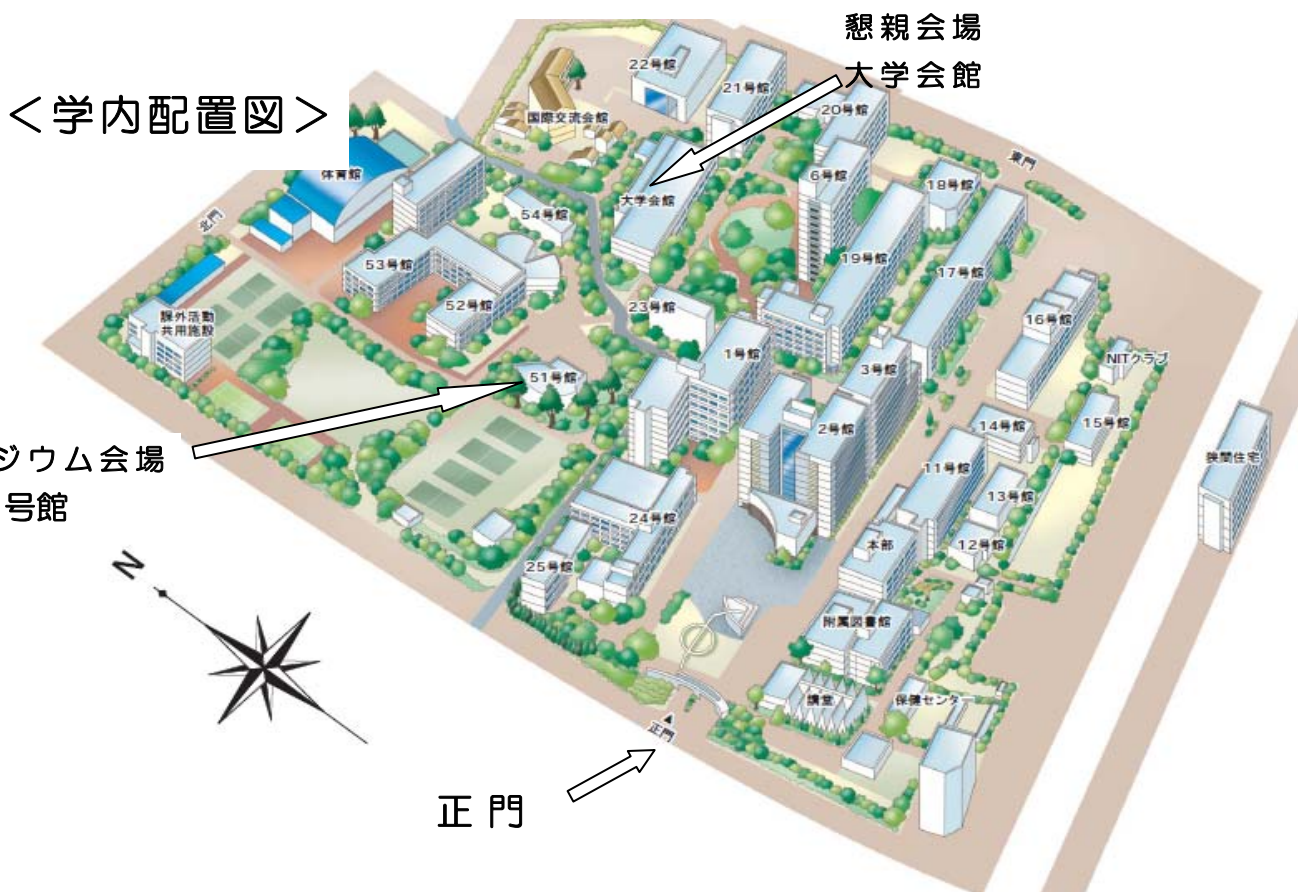 懇親会場
大学会館
＜学内配置図＞
22号館
21号館
20号館
国際交流会館
東門
体育館
6号館
18号館
54号館
大学会館
北門
53号館
19号館
17号館
52号館
23号館
課外活動
共用施設
16号館
1号館
NITクラブ
3号館
51号館
15号館
14号館
2号館
ジウム会場
号館
11号館
狭間住宅
13号館
24号館
12号館
本部
25号館
N
附属図書館
講堂
保健センター
▲
正門
正門